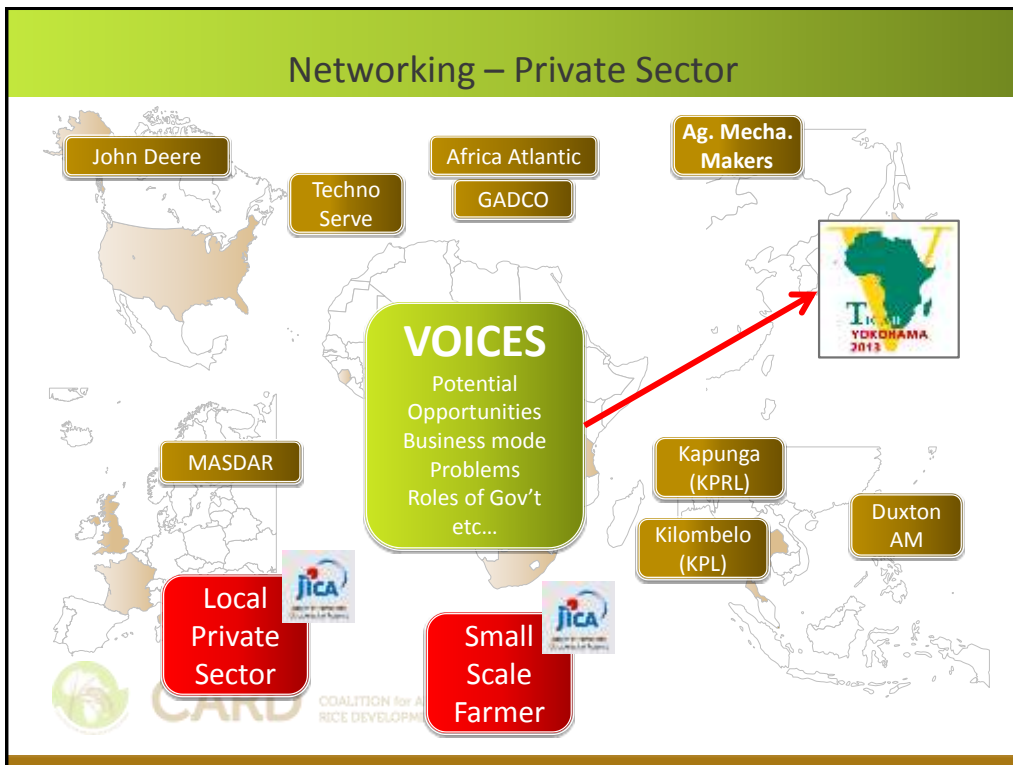 Networking – Private Sector
John Deere
Techno
Serve
Africa Atlantic
GADCO
Ag. Mecha.
Makers
TICAD
YOKOHAMA
2013
VOICES
Potential
Opportunities
Business mode
Problems
Roles of Gov't
etc...
MASDAR
Kapunga
(KPRL)
Kilombelo
(KPL)
Duxton
AM
jICA
Local
Private
Sector
jICA
Small
Scale
Farmer
CARD
COALITION for A
RICE DEVELOPM